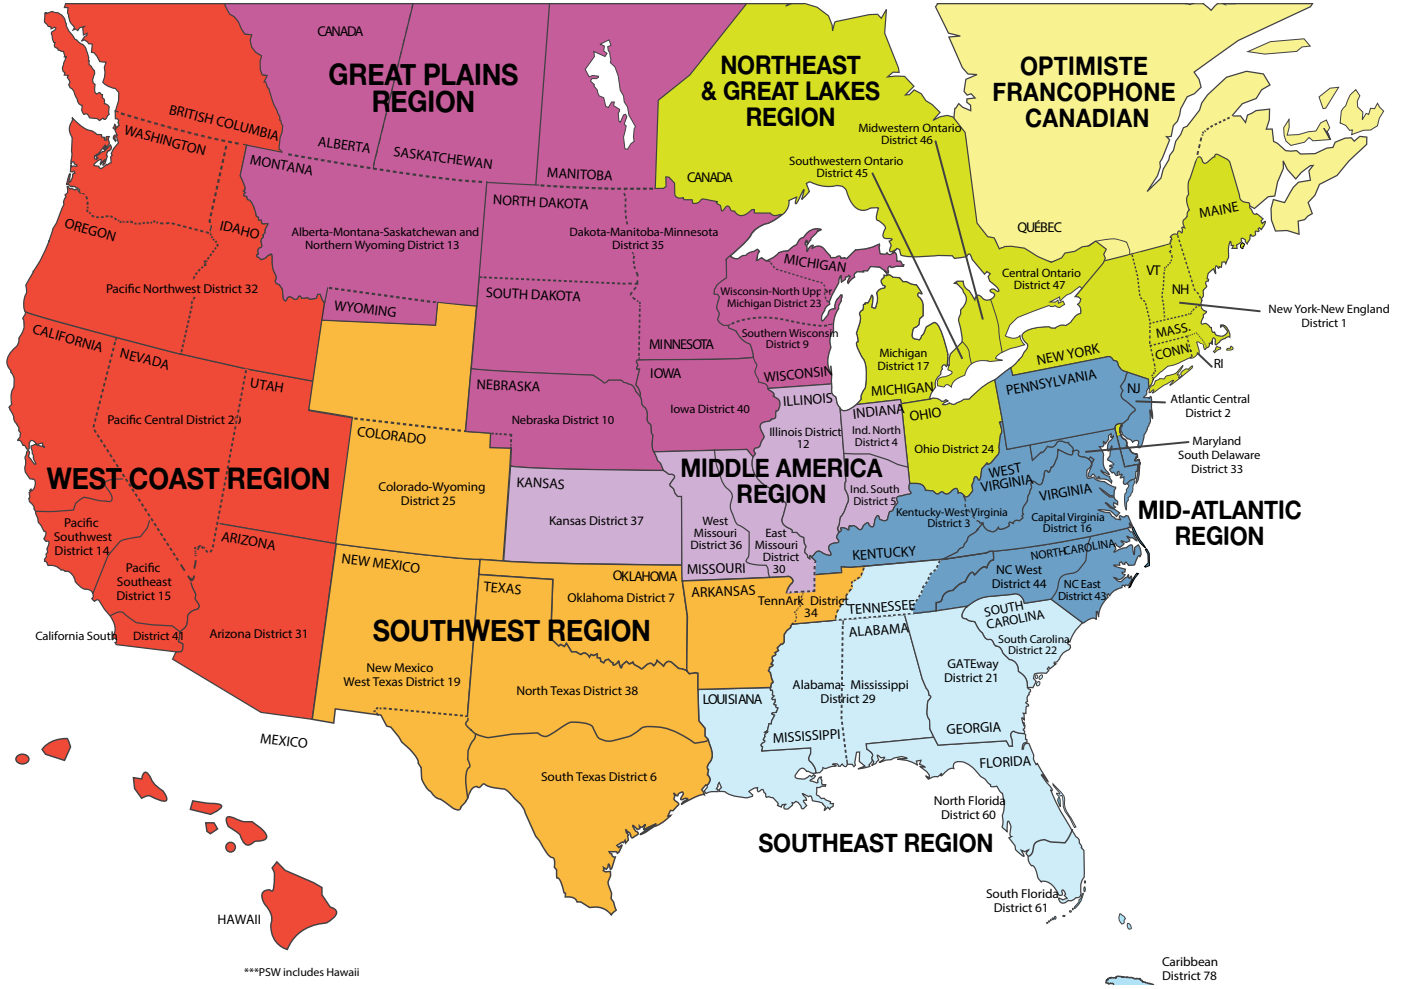 CANADA
GREAT PLAINS
REGION
BRITISH COLUMBIA
ALBERTA
SASKATCHEWAN
MANITOBA
NORTHEAST
& GREAT LAKES
REGION
Midwestern Ontario
District 46
Southwestern Ontario
District 45
CANADA
OPTIMISTE
FRANCOPHONE
CANADIAN
QUÉBEC
WASHINGTON
MONTANA
NORTH DAKOTA
OREGON
IDAHO
Alberta-Montana-Saskatchewan and
Northern Wyoming District 13
Dakota-Manitoba-Minnesota
District 35
MAINE
MICHIGAN
Central Ontario
District 47
VT
NH
Pacific Northwest District 32
SOUTH DAKOTA
WYOMING
Wisconsin-North Upper
Michigan District 23
Southern Wisconsin
District 9
New York-New England
District 1
MASS.
CONN.
RI
CALIFORNIA
NEVADA
UTAH
MINNESOTA
Michigan
District 17
MICHIGAN
NEW YORK
NEBRASKA
IOWA
WISCONSIN
PENNSYLVANIA
NJ
Atlantic Central
District 2
Pacific Central District 20
COLORADO
Nebraska District 10
Iowa District 40
ILLINOIS
INDIANA
OHIO
Illinois District
12
Ind. North
District 4
Ohio District 24
Maryland
South Delaware
District 33
WEST COAST REGION
Colorado-Wyoming
District 25
KANSAS
MIDDLE AMERICA
REGION
Ind. South
District 5
WEST
VIRGINIA
VIRGINIA
MID-ATLANTIC
REGION
Pacific
Southwest
District 14
ARIZONA
Kansas District 37
West
Missouri
District 36
East
Missouri
District
30
MISSOURI
Kentucky-West Virginia
District 3
Capital Virginia
District 16
KENTUCKY
NORTH CAROLINA
Pacific
Southeast
District 15
NEW MEXICO
OKLAHOMA
TEXAS
Oklahoma District 7
ARKANSAS
TennArk District
34
TENNESSEE
NC West
District 44
NC East
District 43
SOUTH
CAROLINA
California South District 41
Arizona District 31
SOUTHWEST REGION
ALABAMA
South Carolina
District 22
New Mexico
West Texas District 19
North Texas District 38
LOUISIANA
Alabama- Mississippi
District 29
GATEway
District 21
MEXICO
MISSISSIPPI
GEORGIA
South Texas District 6
FLORIDA
North Florida
District 60
SOUTHEAST REGION
South Florida
District 61
HAWAII
***PSW includes Hawaii
Caribbean
District 78